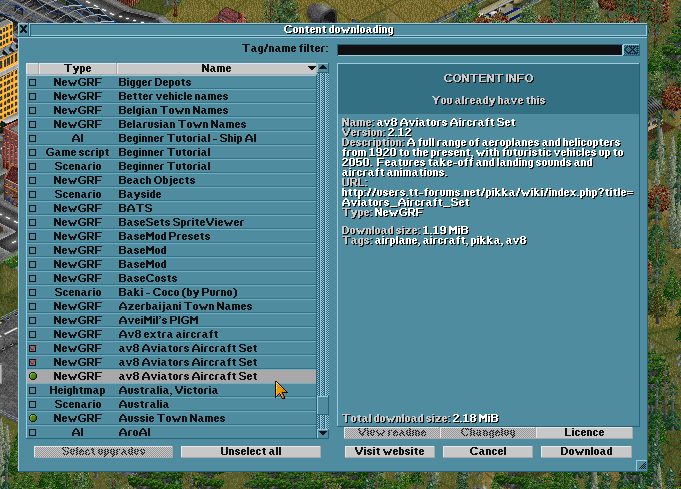 Content downloading
Tag/name filter:
Type Name
NewGRF Bigger Depots
NewGRF Better vehicle names
NewGRF Belgian Town Names
NewGRF Belarusian Town Names
AI Beginner Tutorial - Ship AI
Game script Beginner Tutorial
Scenario Beginner Tutorial
NewGRF Beach Objects
Scenario Bayside
NewGRF BATS
NewGRF BaseSets SpriteViewer
NewGRF BaseMod Presets
NewGRF BaseMod
NewGRF BaseMod
NewGRF BaseCosts
Scenario Baki - Coco (by Purno)
NewGRF Azerbaijani Town Names
NewGRF AveiMil's PIGM
NewGRF Av8 extra aircraft
NewGRF av8 Aviators Aircraft Set
NewGRF av8 Aviators Aircraft Set
NewGRF av8 Aviators Aircraft Set
Heightmap Australia, Victoria
Scenario Australia
NewGRF Aussie Town Names
AI AroAI
Select upgrades Unselect all
CONTENT INFO
You already have this
Name: av8 Aviators Aircraft Set
Version: 2.12
Description: A full range of aeroplanes and helicopters
from 1920 to the present, with futuristic vehicles up to
2050. Features take-off and landing sounds and
aircraft animations.
URL:
http://users.tt-forums.net/pikka/wiki/index.php?title=
Aviators_Aircraft_Set
Type: NewGRF
Download size: 1.19 MiB
Tags: airplane, aircraft, pikka, av8
Total download size: 2.18 MiB
View readme Changelog Licence
Visit website Cancel Download